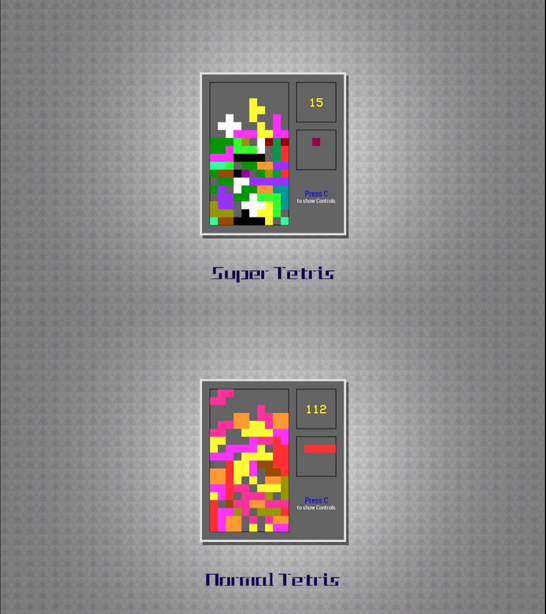 15
Press C
to show Controls
Super Tetris
112
Press C
to show Controls
Normal Tetris